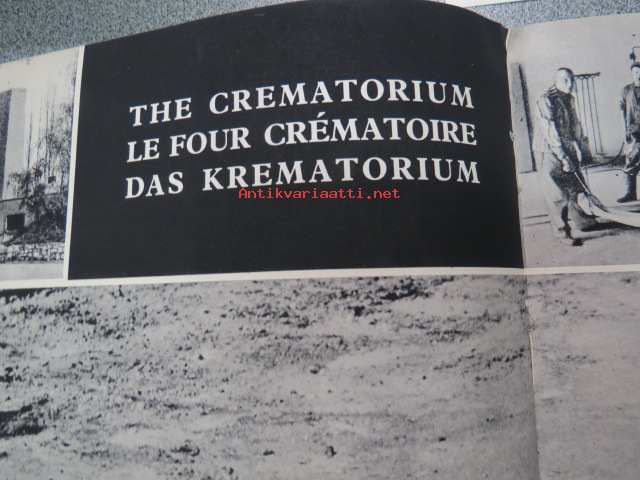 THE CREMATORIUM
LE FOUR CRÉMATOIRE
DAS KREMATORIUM
Antikvariaatti.net